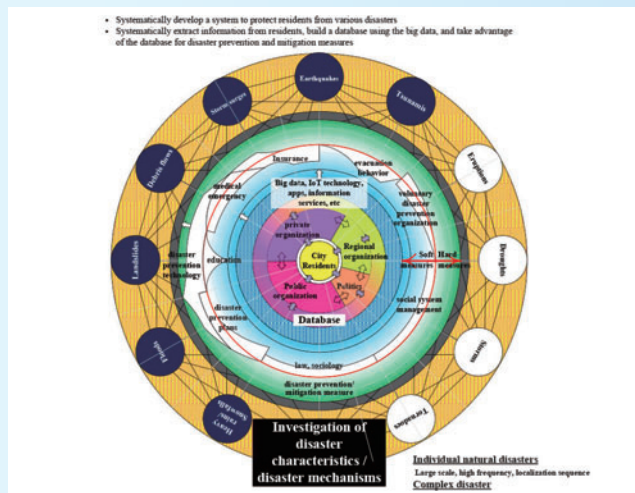 • Systematically develop a system to protect residents from various disasters
• Systematically extract information from residents, build a database using the big data, and take advantage
of the database for disaster prevention and mitigation measures
Earthquakes
Storm surges
Tsunamis
Debris flows
Eruptions
Landslides
Droughts
Floods
Storms
Heavy
rains/
Snowfalls
Tornadoes
Insurance
evacuation
behavior
medical
emergency
Big data, IoT technology,
apps, information
services, etc
voluntary
disaster
prevention
organization
private
organization
Regional
organization
disaster
prevention
technology
education
City
Residents
Soft
measures
Hard
measures
Public
organization
Politics
social system
management
disaster
prevention
plans
Database
law, sociology
disaster prevention/
mitigation measure
Investigation of
disaster
characteristics /
disaster mechanisms
Individual natural disasters
Large scale, high frequency, localization sequence
Complex disaster